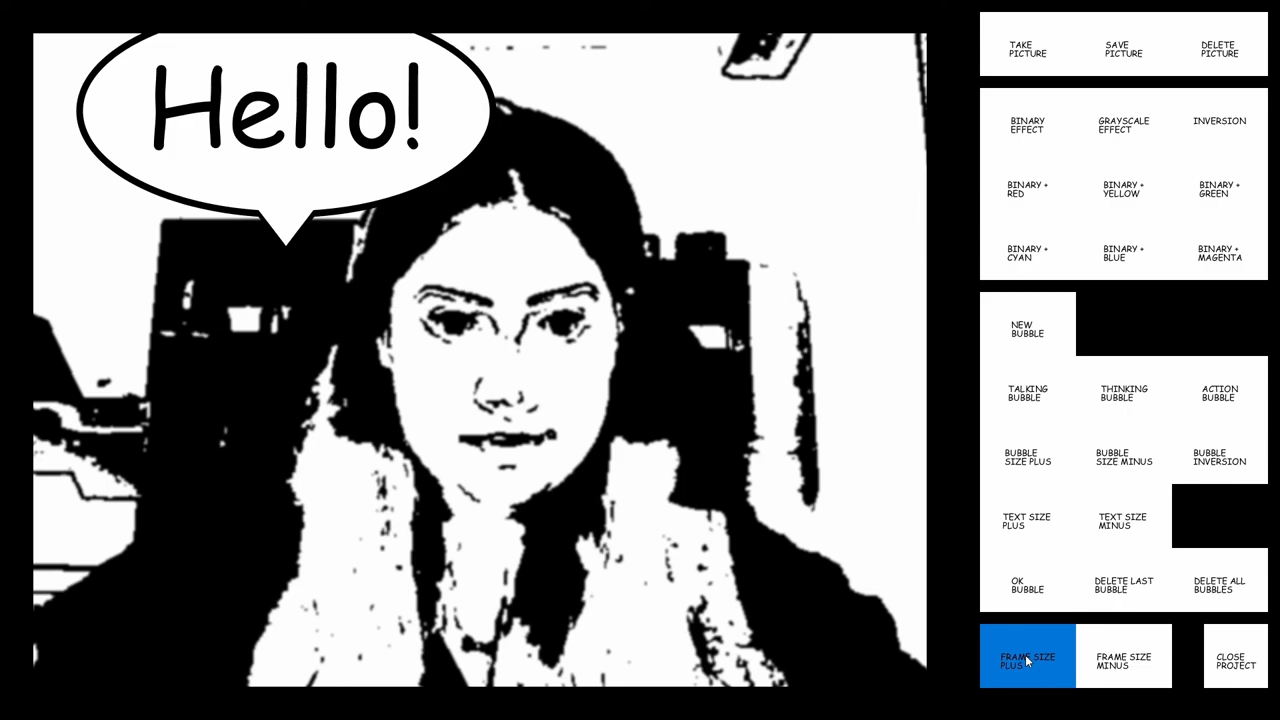 Hello!
TAKE
PICTURE
SAVE
PICTURE
DELETE
PICTURE
BINARY
EFFECT
GRAYSCALE
EFFECT
INVERSION
BINARY +
RED
BINARY +
YELLOW
BINARY +
GREEN
BINARY +
CYAN
BINARY +
BLUE
BINARY +
MAGENTA
NEW
BUBBLE
TALKING
BUBBLE
THINKING
BUBBLE
ACTION
BUBBLE
BUBBLE
SIZE PLUS
BUBBLE
SIZE MINUS
BUBBLE
INVERSION
TEXT SIZE
PLUS
TEXT SIZE
MINUS
OK
BUBBLE
DELETE LAST
BUBBLE
DELETE ALL
BUBBLES
FRAME SIZE
PLUS
FRAME SIZE
MINUS
CLOSE
PROJECT